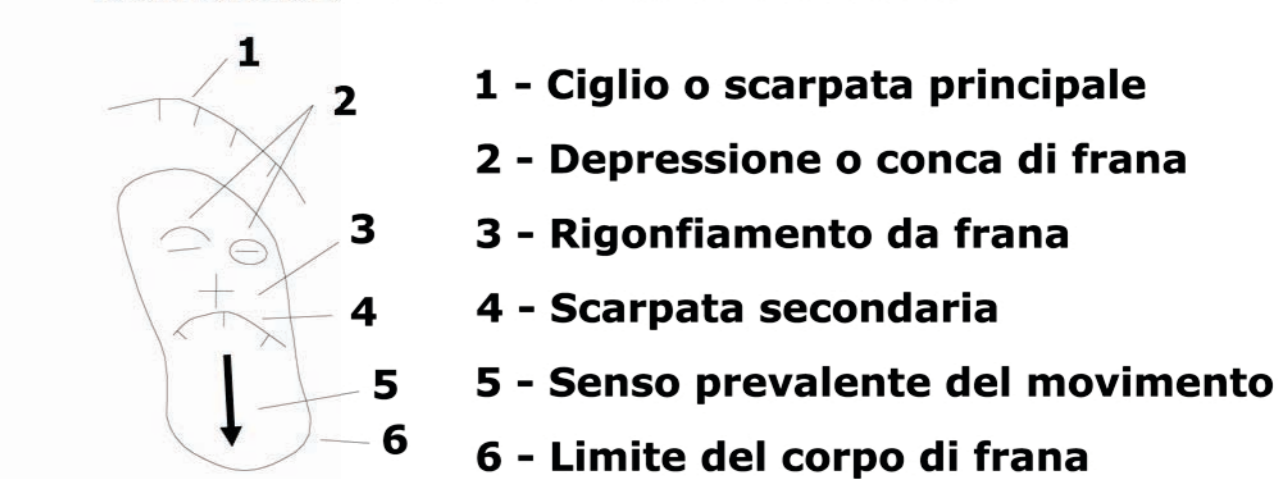 1
2
3
4
5
6
1 - Ciglio o scarpata principale
2 - Depressione o conca di frana
3 - Rigonfiamento da frana
4 - Scarpata secondaria
5 - Senso prevalente del movimento
6 - Limite del corpo di frana